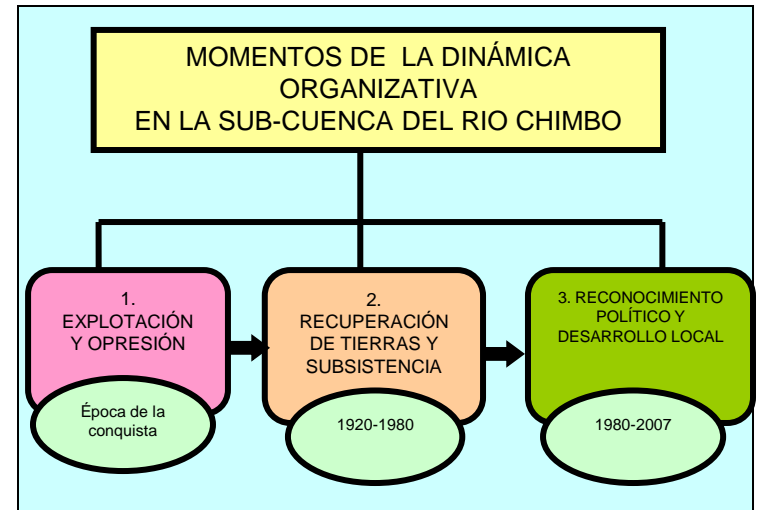 MOMENTOS DE LA DINÁMICA
ORGANIZATIVA
EN LA SUB-CUENCA DEL RIO CHIMBO
1.
EXPLOTACIÓN
Y OPRESIÓN
Época de la
conquista
2.
RECUPERACIÓN
DE TIERRAS Y
SUBSISTENCIA
1920-1980
3. RECONOCIMIENTO
POLÍTICO Y
DESARROLLO LOCAL
1980-2007